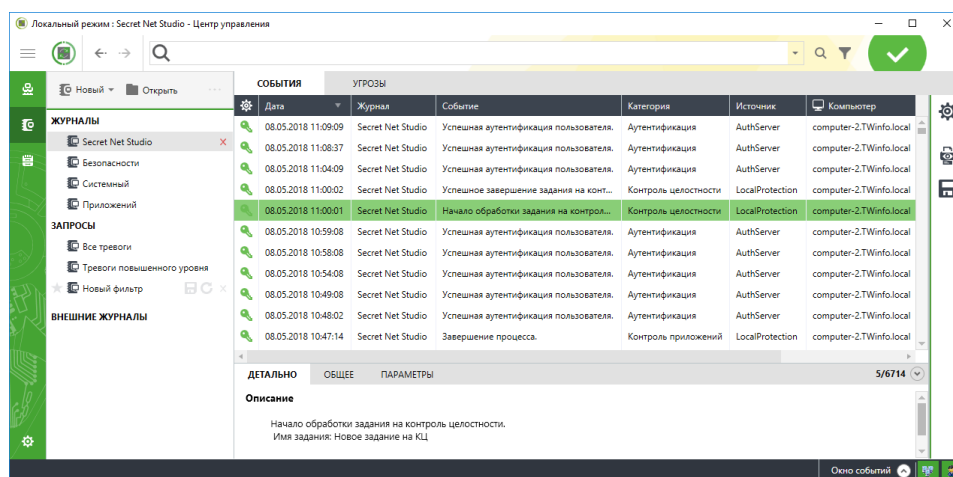 Локальный режим : Secret Net Studio - Центр управления
Новый Открыть
СОБЫТИЯ УГРОЗЫ
ЖУРНАЛЫ
Secret Net Studio
Безопасности
Системный
Приложений
ЗАПРОСЫ
Все тревоги
Тревоги повышенного уровня
Новый фильтр
ВНЕШНИЕ ЖУРНАЛЫ
Дата Журнал Событие Категория Источник Компьютер
08.05.2018 11:09:09 Secret Net Studio Успешная аутентификация пользователя. Аутентификация AuthServer computer-2.TWinfo.local
08.05.2018 11:08:37 Secret Net Studio Успешная аутентификация пользователя. Аутентификация AuthServer computer-2.TWinfo.local
08.05.2018 11:04:09 Secret Net Studio Успешная аутентификация пользователя. Аутентификация AuthServer computer-2.TWinfo.local
08.05.2018 11:00:02 Secret Net Studio Успешное завершение задания на конт... Контроль целостности LocalProtection computer-2.TWinfo.local
08.05.2018 11:00:01 Secret Net Studio Начало обработки задания на контрол... Контроль целостности LocalProtection computer-2.TWinfo.local
08.05.2018 10:59:08 Secret Net Studio Успешная аутентификация пользователя. Аутентификация AuthServer computer-2.TWinfo.local
08.05.2018 10:58:08 Secret Net Studio Успешная аутентификация пользователя. Аутентификация AuthServer computer-2.TWinfo.local
08.05.2018 10:54:08 Secret Net Studio Успешная аутентификация пользователя. Аутентификация AuthServer computer-2.TWinfo.local
08.05.2018 10:49:08 Secret Net Studio Успешная аутентификация пользователя. Аутентификация AuthServer computer-2.TWinfo.local
08.05.2018 10:48:02 Secret Net Studio Успешная аутентификация пользователя. Аутентификация AuthServer computer-2.TWinfo.local
08.05.2018 10:47:14 Secret Net Studio Завершение процесса. Контроль приложений LocalProtection computer-2.TWinfo.local
ДЕТАЛЬНО ОБЩЕЕ ПАРАМЕТРЫ 5/6714
Описание
Начало обработки задания на контроль целостности.
Имя задания: Новое задание на КЦ
Окно событий